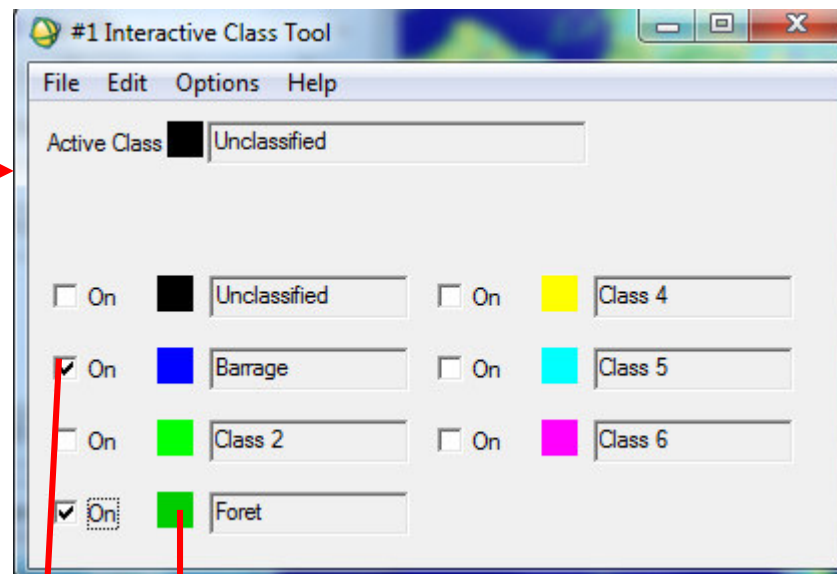 #1 Interactive Class Tool
File Edit Options Help
Active Class Unclassified
On Unclassified On Class 4
On Barrage On Class 5
On Class 2 On Class 6
On Foret